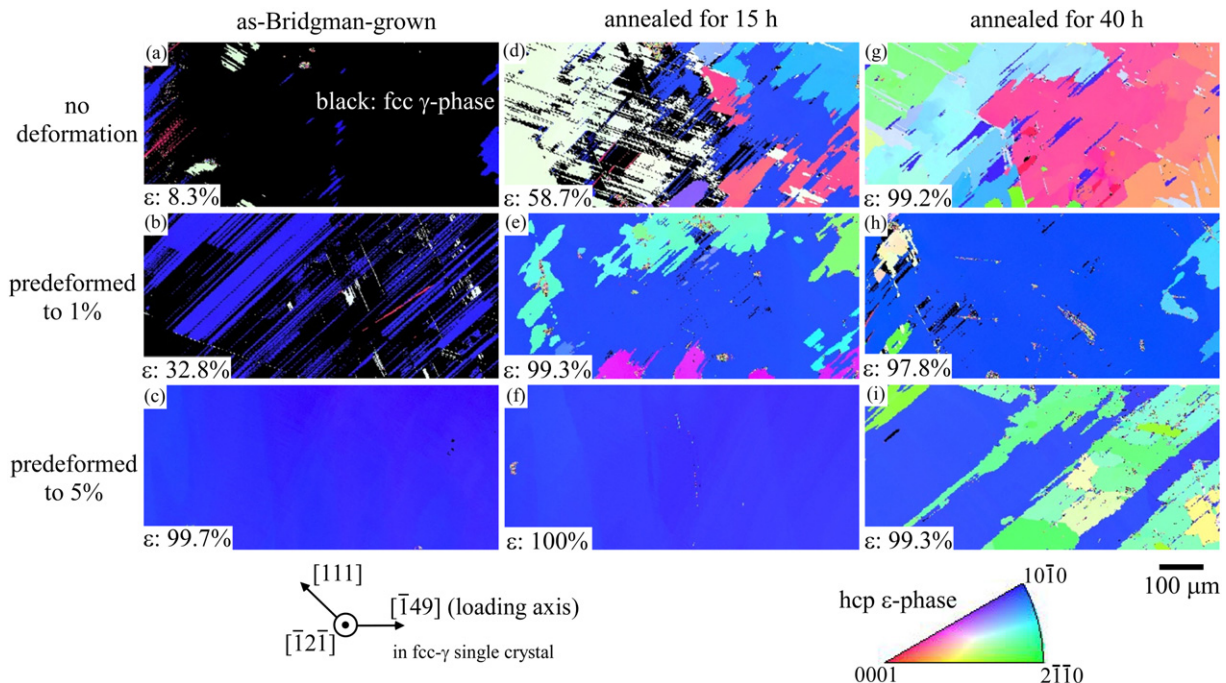 as-Bridgman-grown
annealed for 15 h
annealed for 40 h
no
deformation
(a)
black: fcc γ-phase
ε: 8.3%
(d)
ε: 58.7%
(g)
ε: 99.2%
predeformed
to 1%
(b)
ε: 32.8%
(e)
ε: 99.3%
(h)
ε: 97.8%
predeformed
to 5%
(c)
ε: 99.7%
(f)
ε: 100%
(i)
ε: 99.3%
100 μm
[111]
[1̄49] (loading axis)
[1̄21̄]
in fcc-γ single crystal
hcp ε-phase
101̄0
0001
21̄1̄0